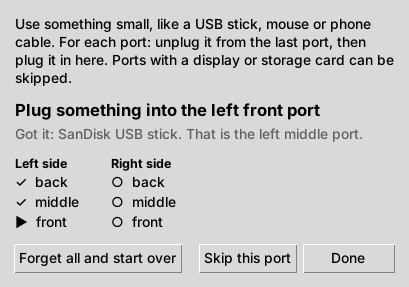 Use something small, like a USB stick, mouse or phone
cable. For each port: unplug it from the last port, then
plug it in here. Ports with a display or storage card can be
skipped.
Plug something into the left front port
Got it: SanDisk USB stick. That is the left middle port.
Left side Right side
✓ back ○ back
✓ middle ○ middle
▶ front ○ front
Forget all and start over Skip this port Done